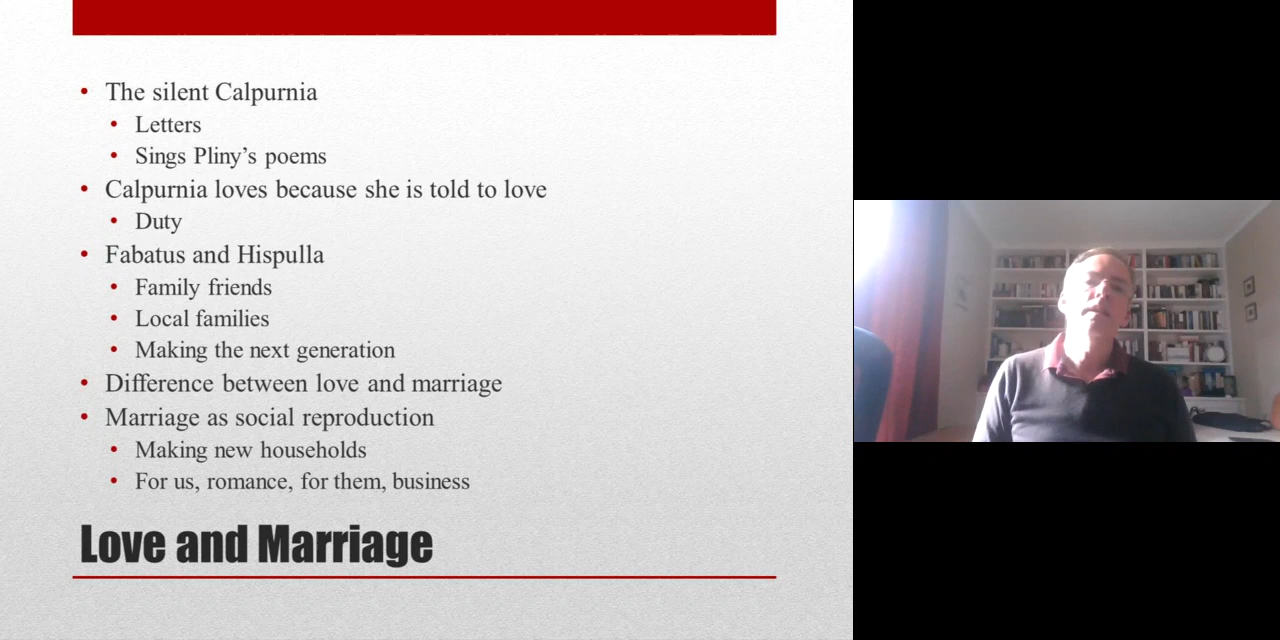 The silent Calpurnia
Letters
Sings Pliny’s poems
Calpurnia loves because she is told to love
Duty
Fabatus and Hispulla
Family friends
Local families
Making the next generation
Difference between love and marriage
Marriage as social reproduction
Making new households
For us, romance, for them, business
Love and Marriage